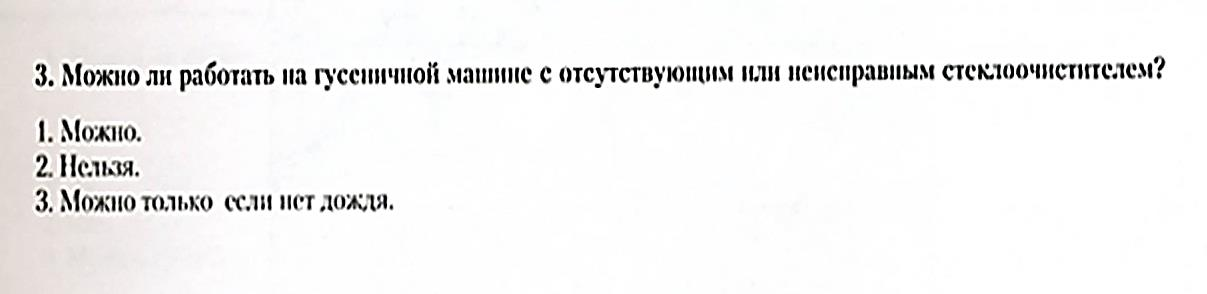 3. Можно ли работать на гусеничной машине с отсутствующим или неисправным стеклоочистителем?
1. Можно.
2. Нельзя.
3. Можно только если нет дождя.